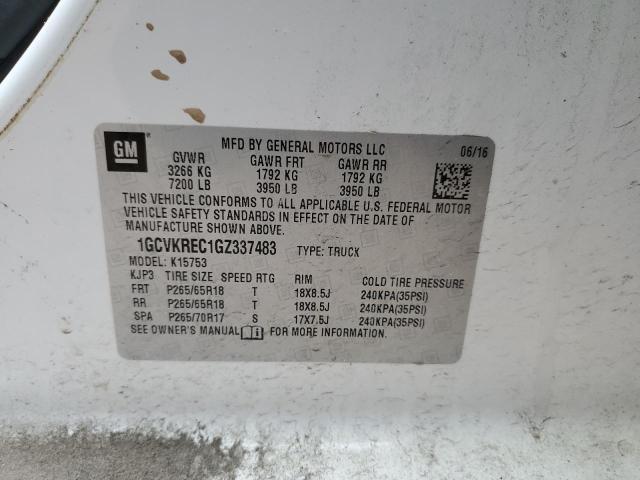 GM
MFD BY GENERAL MOTORS LLC
06/16
GVWR GAWR FRT GAWR RR
3266 KG 1792 KG 1792 KG
7200 LB 3950 LB 3950 LB
THIS VEHICLE CONFORMS TO ALL APPLICABLE U.S. FEDERAL MOTOR
VEHICLE SAFETY STANDARDS IN EFFECT ON THE DATE OF
MANUFACTURE SHOWN ABOVE.
1GCVKREC1GZ337483 TYPE: TRUCK
MODEL: K15753
KJP3 TIRE SIZE SPEED RTG RIM COLD TIRE PRESSURE
FRT P265/65R18 T 18X8.5J 240KPA(35PSI)
RR P265/65R18 T 18X8.5J 240KPA(35PSI)
SPA P265/70R17 S 17X7.5J 240KPA(35PSI)
SEE OWNER'S MANUAL FOR MORE INFORMATION.